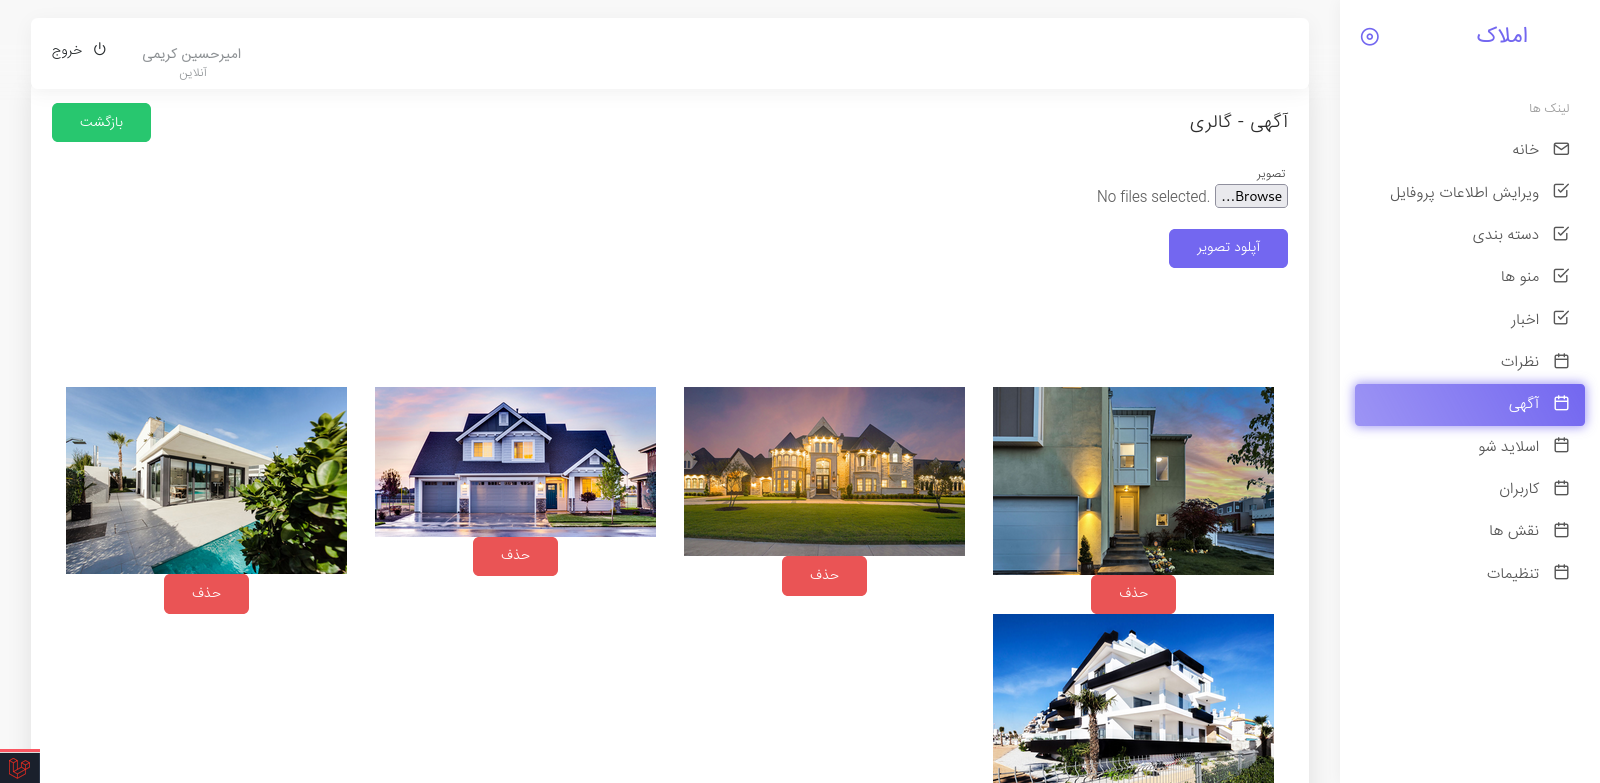 املاک
لینک ها
خانه
ویرایش اطلاعات پروفایل
دسته بندی
منو ها
اخبار
نظرات
آگهی
اسلاید شو
کاربران
نقش ها
تنظیمات
امیرحسین کریمی
آنلاین
خروج
آگهی - گالری
بازگشت
تصویر
Browse... No files selected.
آپلود تصویر
حذف
حذف
حذف
حذف